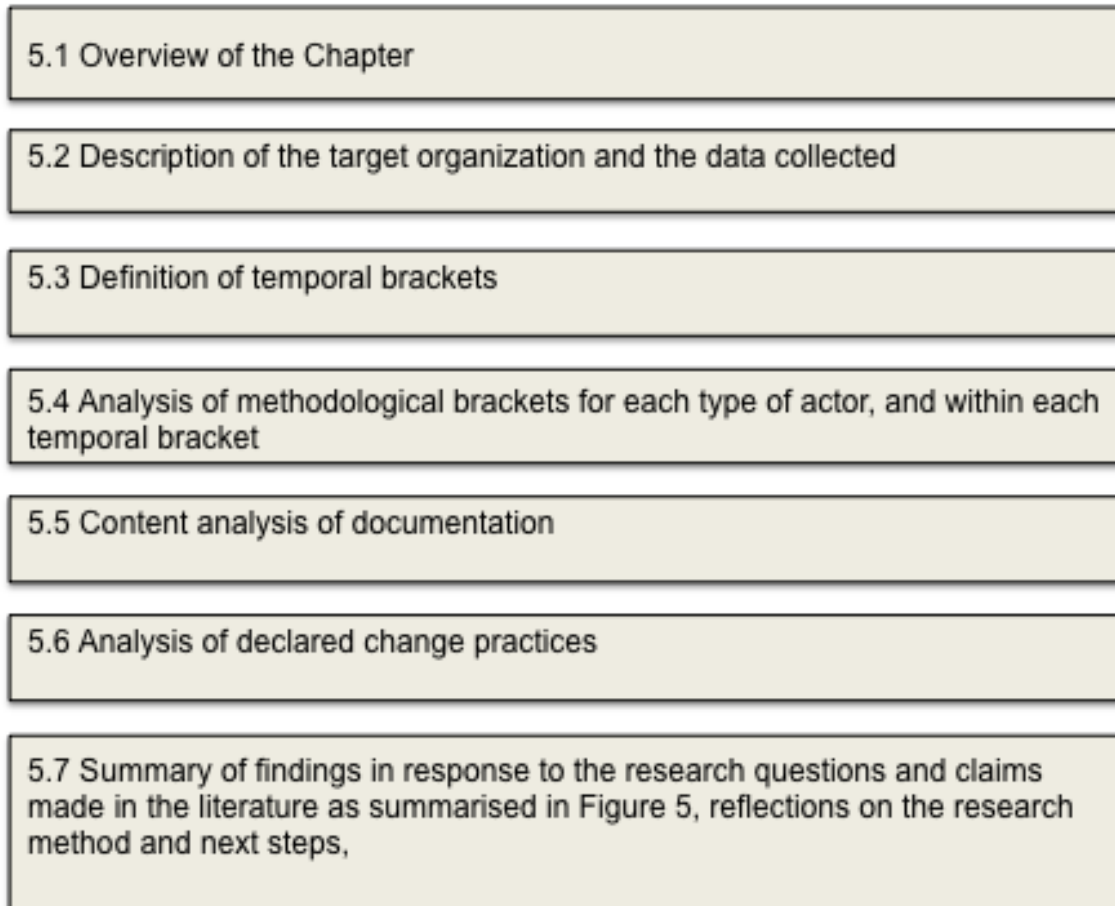 5.1 Overview of the Chapter
5.2 Description of the target organization and the data collected
5.3 Definition of temporal brackets
5.4 Analysis of methodological brackets for each type of actor, and within each
temporal bracket
5.5 Content analysis of documentation
5.6 Analysis of declared change practices
5.7 Summary of findings in response to the research questions and claims
made in the literature as summarised in Figure 5, reflections on the research
method and next steps,